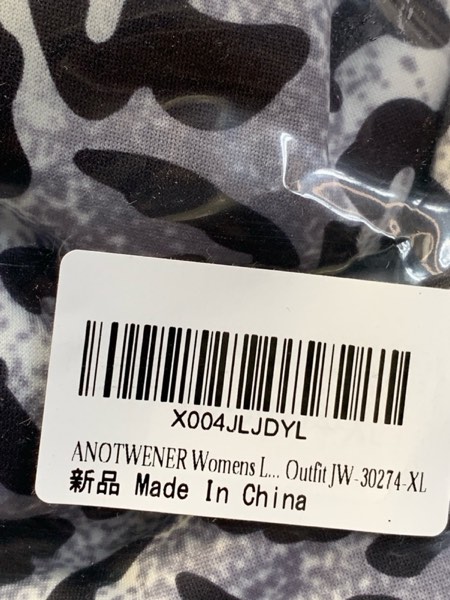 X004JLJDYL
ANOTWENER Womens L... Outfit JW-30274-XL
新品 Made In China